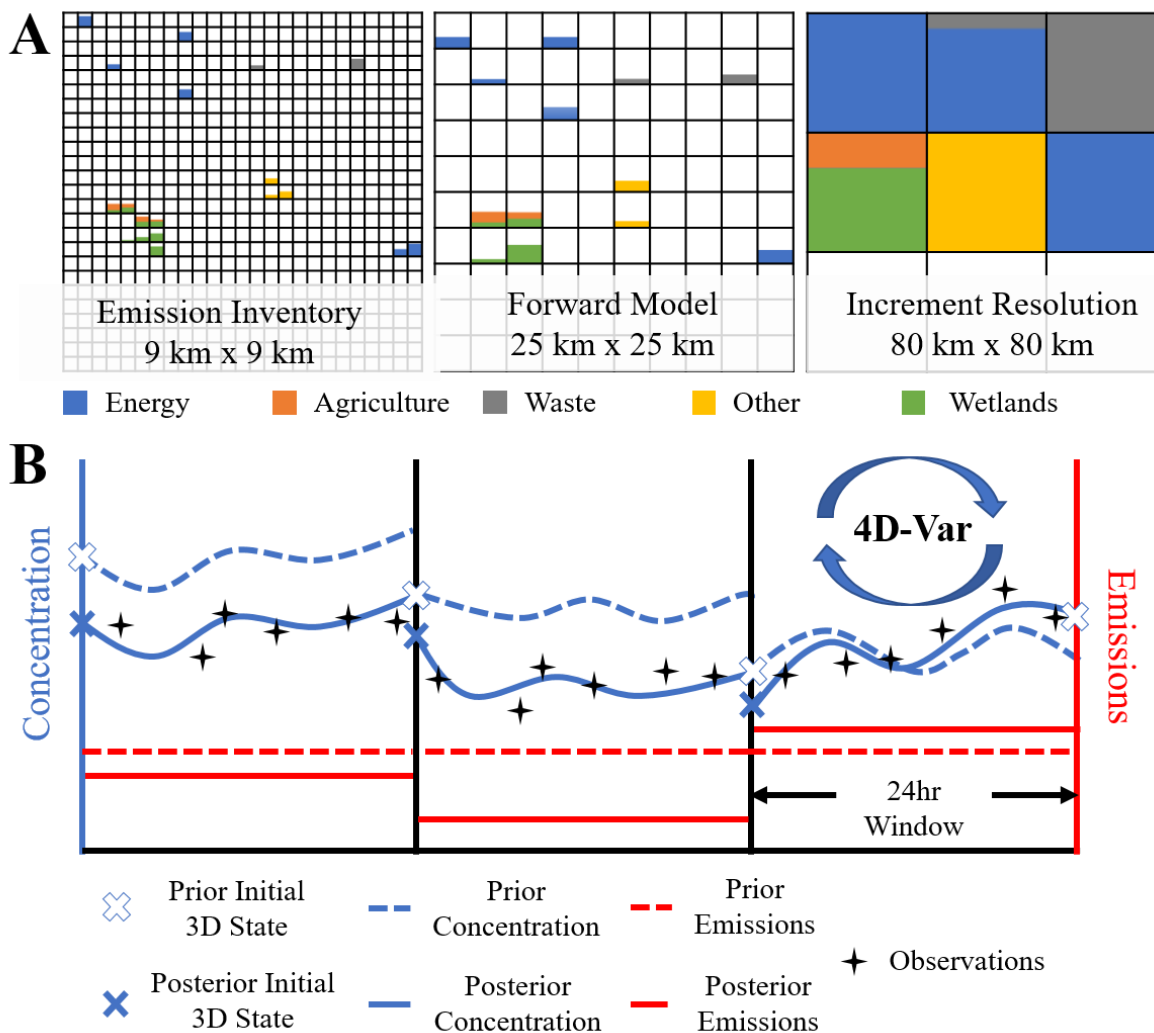 A
Emission Inventory
9 km x 9 km
Forward Model
25 km x 25 km
Increment Resolution
80 km x 80 km
Energy
Agriculture
Waste
Other
Wetlands
B
Concentration
4D-Var
Emissions
24hr
Window
Prior Initial
3D State
Prior
Concentration
Prior
Emissions
Observations
Posterior Initial
3D State
Posterior
Concentration
Posterior
Emissions